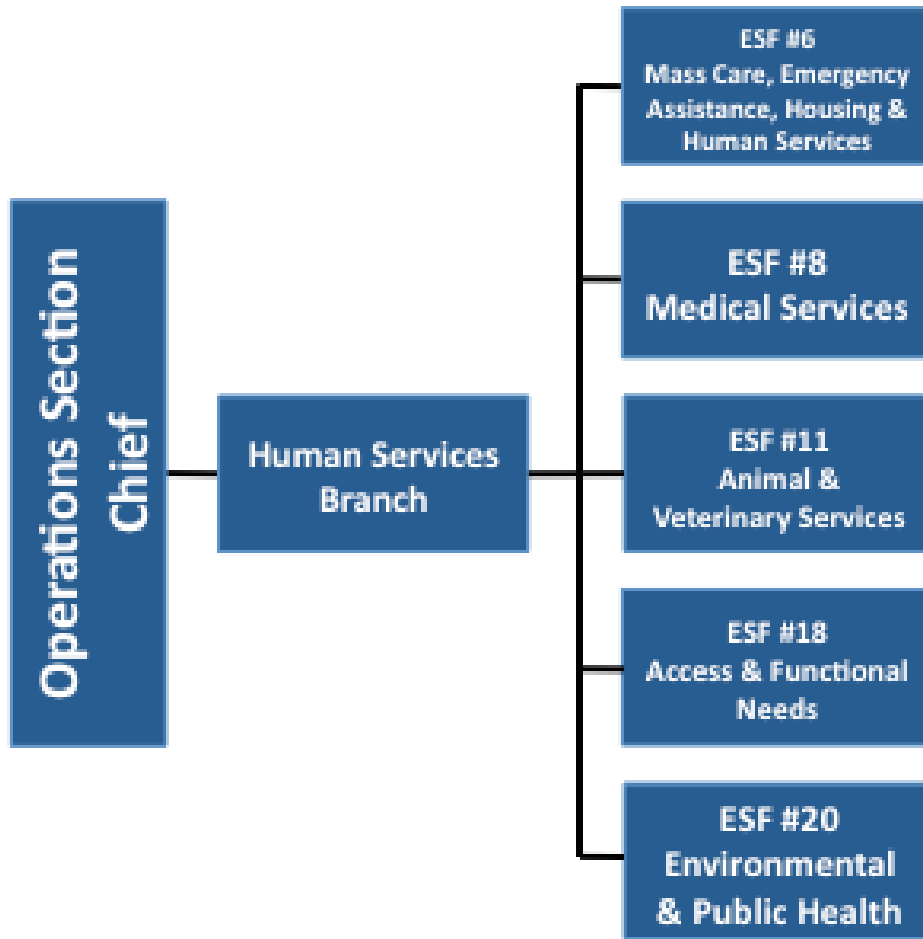 Operations Section
Chief
Human Services
Branch
ESF #6
Mass Care, Emergency
Assistance, Housing &
Human Services
ESF #8
Medical Services
ESF #11
Animal &
Veterinary Services
ESF #18
Access & Functional
Needs
ESF #20
Environmental
& Public Health